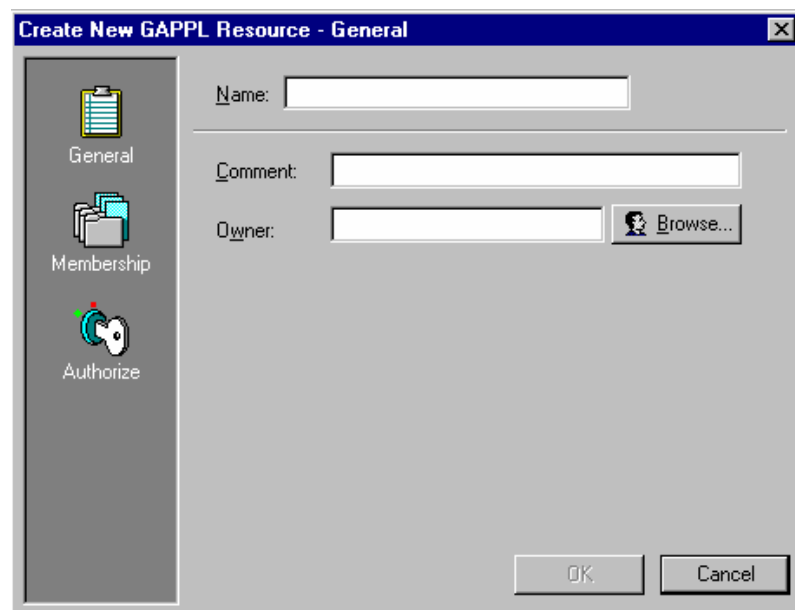 Create New GAPPL Resource - General
Name:
General
Comment:
Owner:
Browse...
Membership
Authorize
OK
Cancel